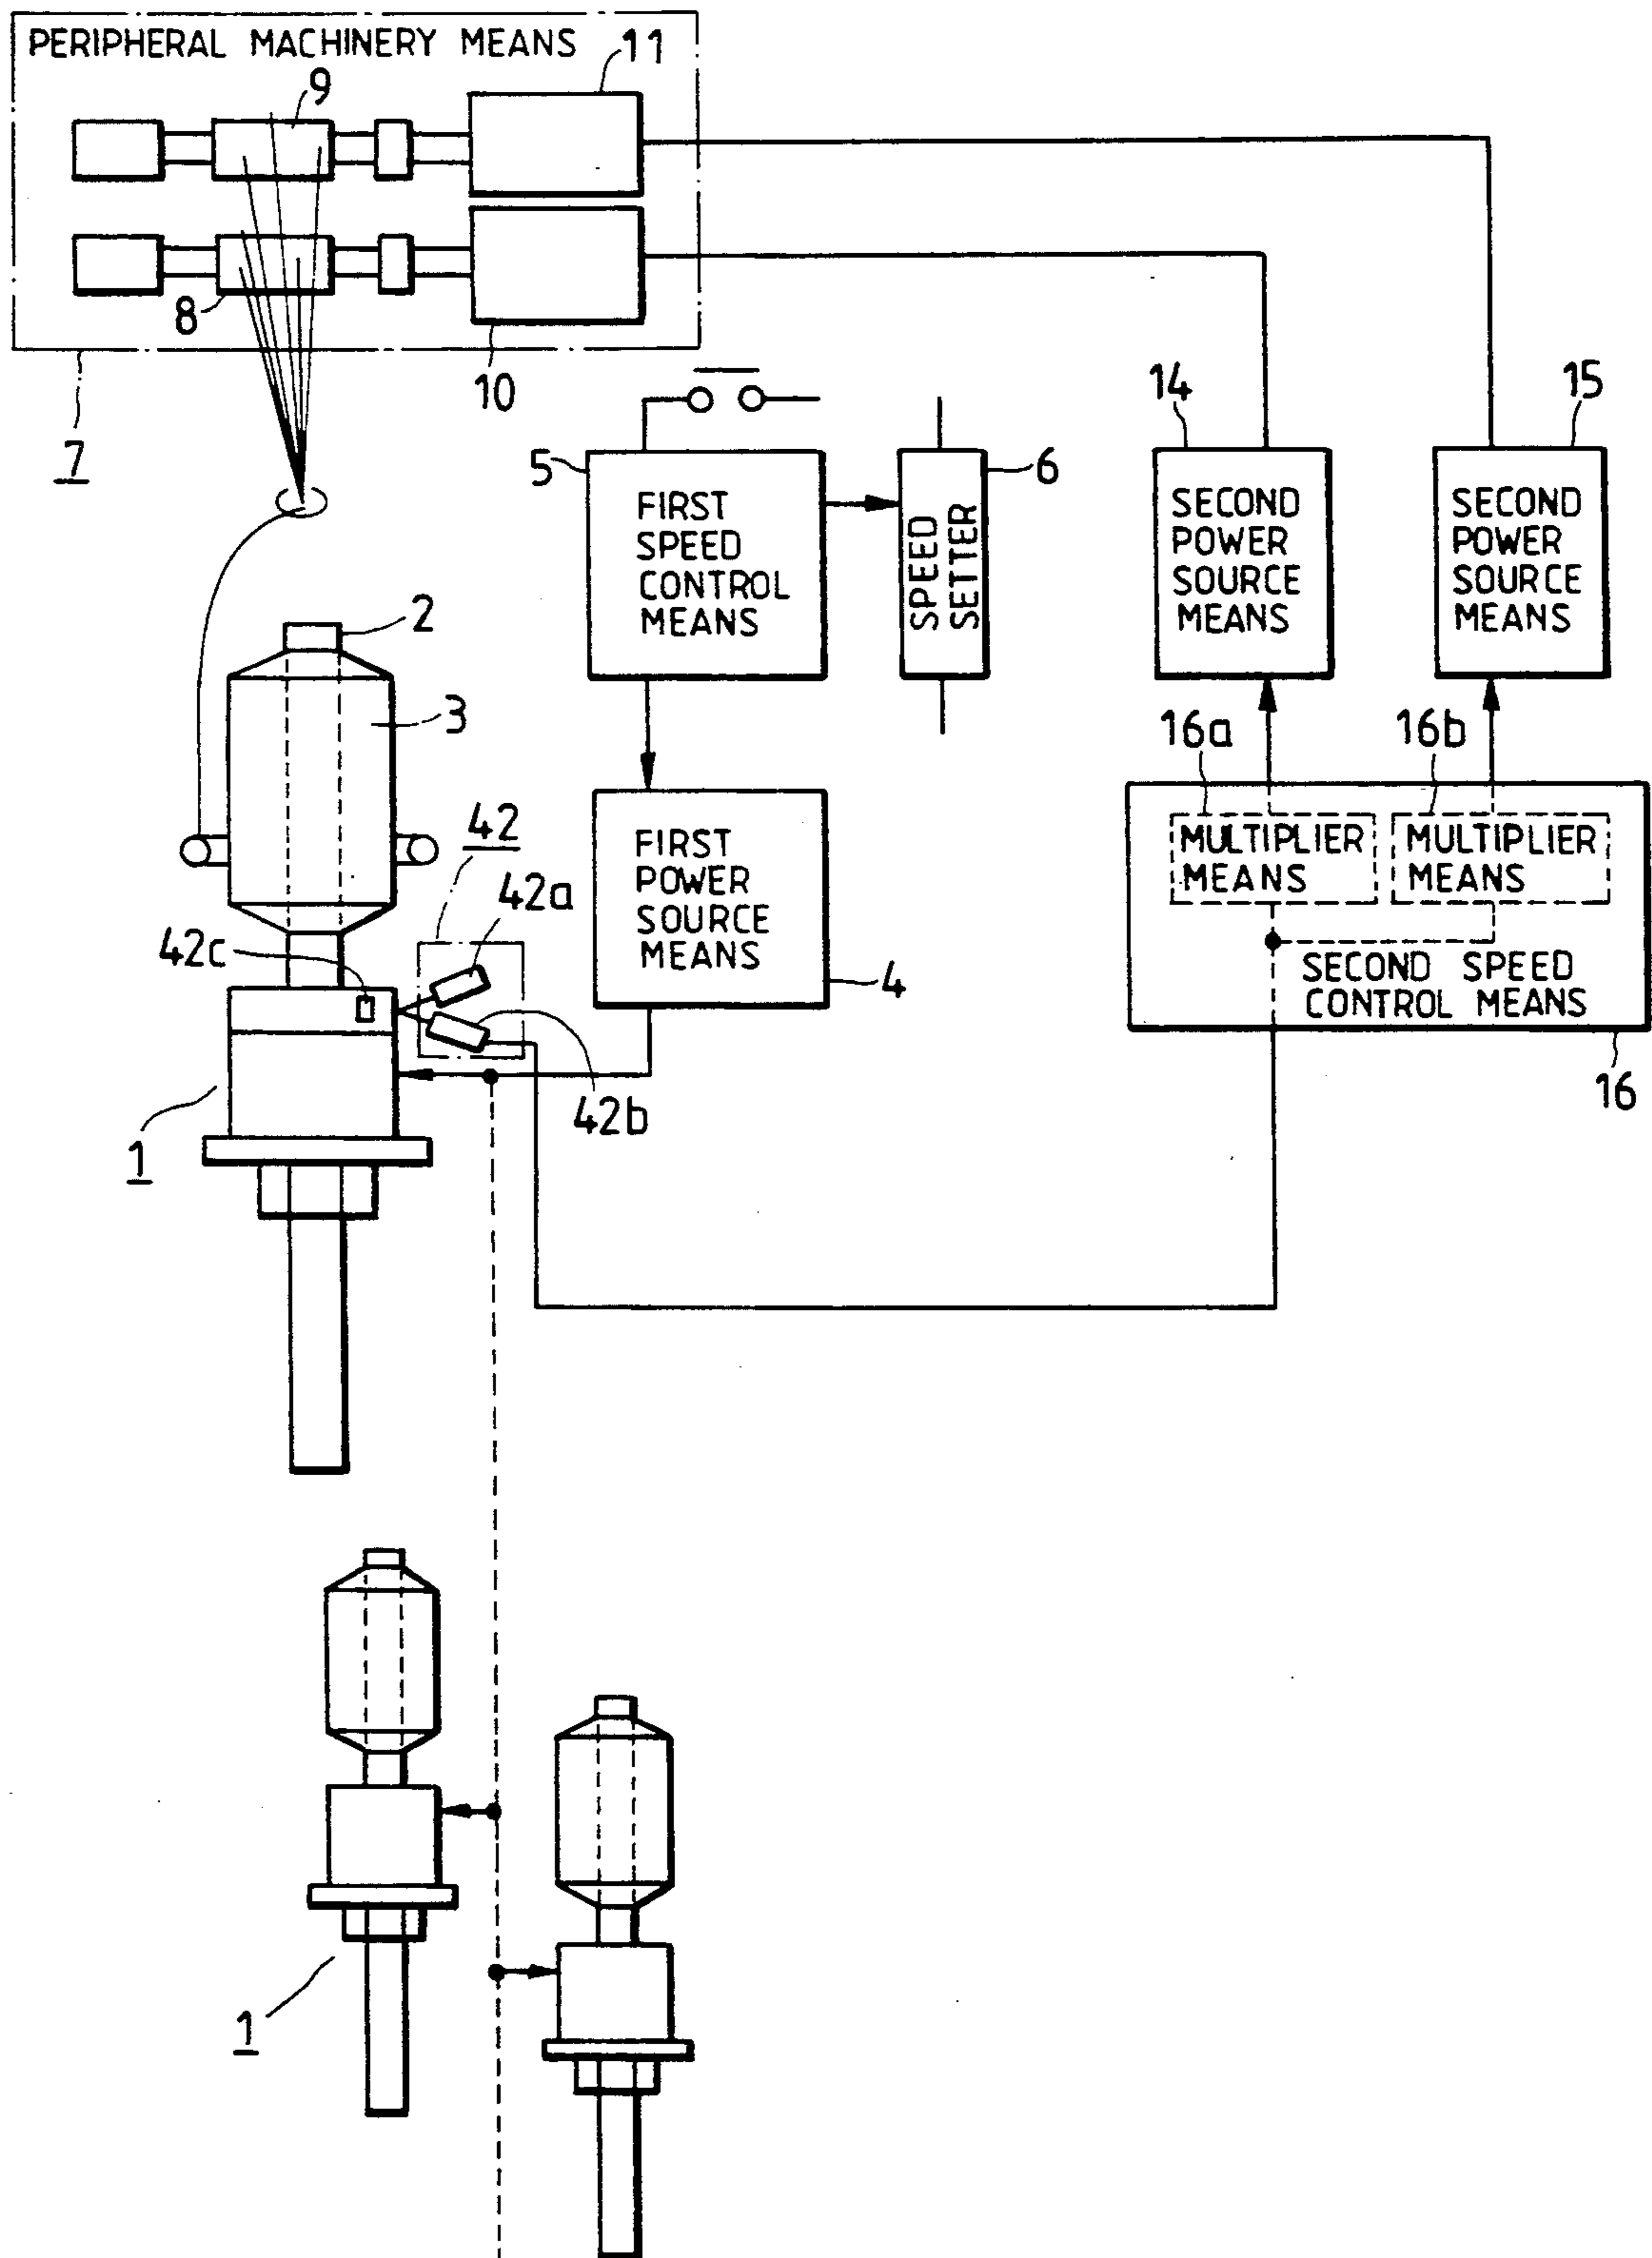 PERIPHERAL MACHINERY MEANS
11
9
8
10
7
14
15
5
FIRST
SPEED
CONTROL
MEANS
6
SPEED
SETTER
SECOND
POWER
SOURCE
MEANS
SECOND
POWER
SOURCE
MEANS
2
3
16a
16b
42
42a
42c
FIRST
POWER
SOURCE
MEANS
4
MULTIPLIER
MEANS
MULTIPLIER
MEANS
SECOND SPEED
CONTROL MEANS
16
42b
1
1